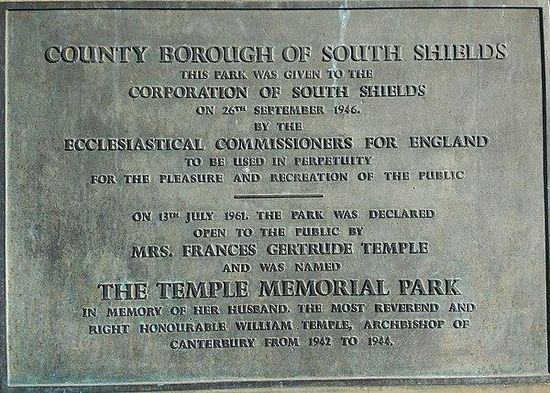 COUNTY BOROUGH OF SOUTH SHIELDS
THIS PARK WAS GIVEN TO THE
CORPORATION OF SOUTH SHIELDS
ON 26TH SEPTEMBER 1946.
BY THE
ECCLESIASTICAL COMMISSIONERS FOR ENGLAND
TO BE USED IN PERPETUITY
FOR THE PLEASURE AND RECREATION OF THE PUBLIC
ON 13TH JULY 1961. THE PARK WAS DECLARED
OPEN TO THE PUBLIC BY
MRS. FRANCES GERTRUDE TEMPLE
AND WAS NAMED
THE TEMPLE MEMORIAL PARK
IN MEMORY OF HER HUSBAND. THE MOST REVEREND AND
RIGHT HONOURABLE WILLIAM TEMPLE, ARCHBISHOP OF
CANTERBURY FROM 1942 TO 1944.